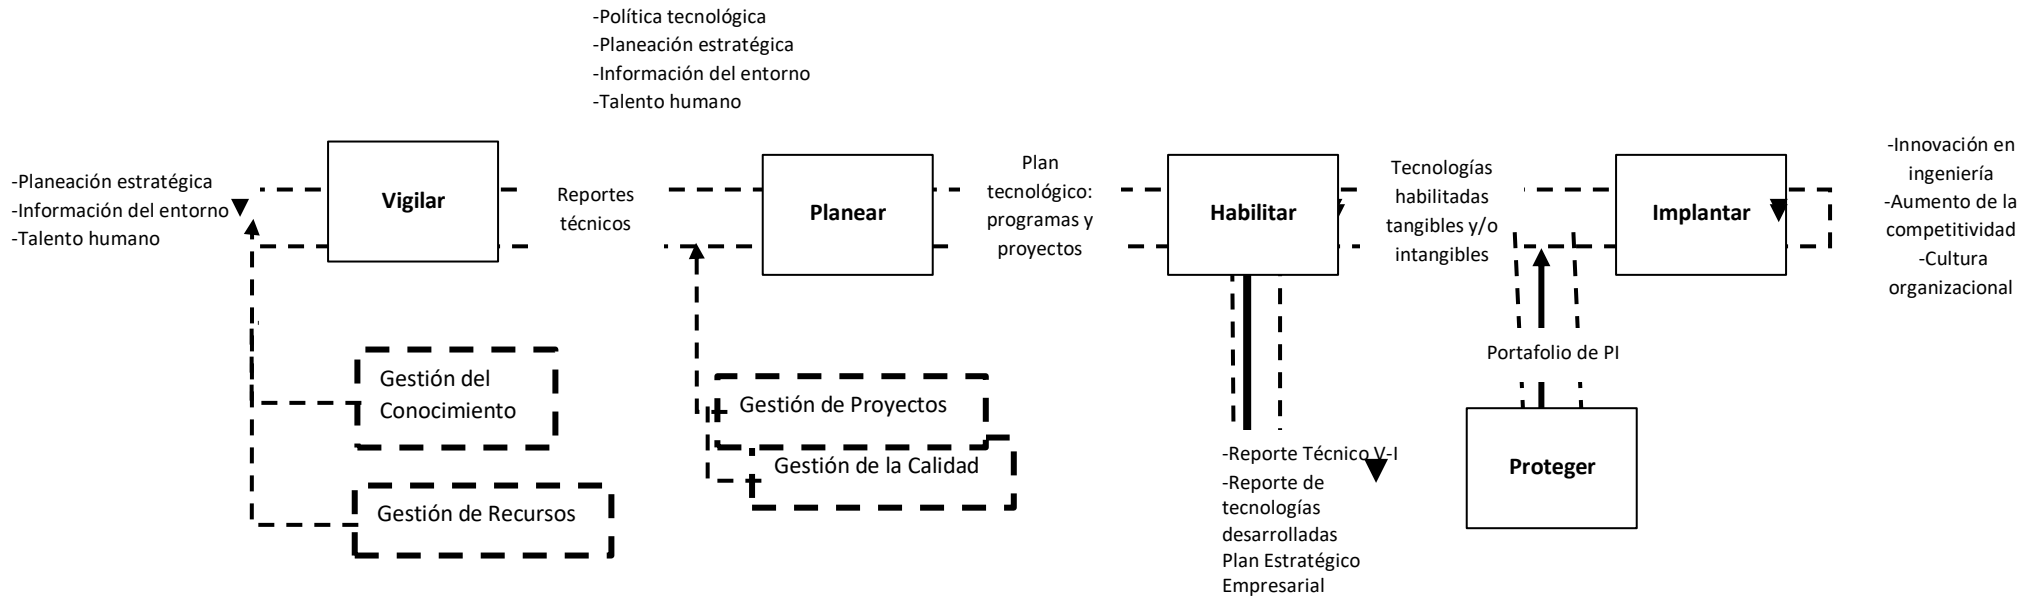 -Política tecnológica
-Planeación estratégica
-Información del entorno
-Talento humano
-Planeación estratégica
-Información del entorno
-Talento humano
Vigilar
Reportes
técnicos
Planear
Plan
tecnológico:
programas y
proyectos
Habilitar
Tecnologías
habilitadas
tangibles y/o
intangibles
Implantar
-Innovación en
ingeniería
-Aumento de la
competitividad
-Cultura
organizacional
Gestión del
Conocimiento
Gestión de Recursos
Gestión de Proyectos
Gestión de la Calidad
-Reporte Técnico V-I
-Reporte de
tecnologías
desarrolladas
Plan Estratégico
Empresarial
Portafolio de PI
Proteger